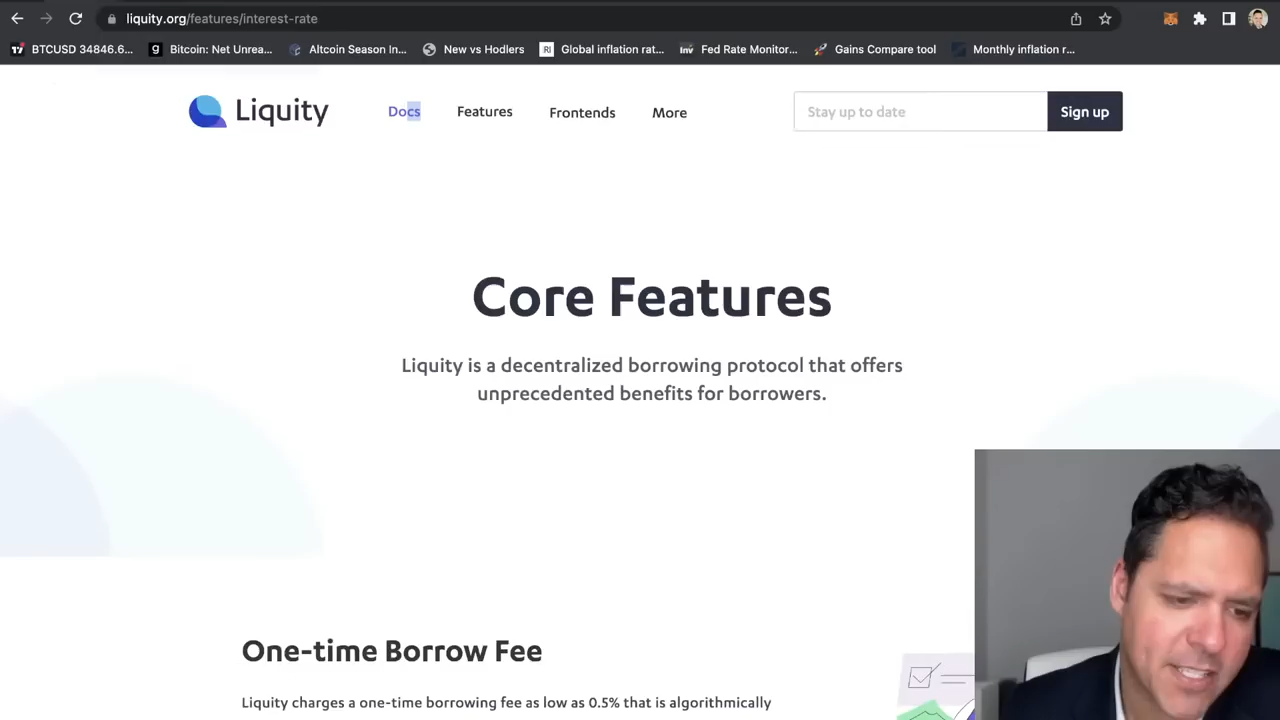 liquity.org/features/interest-rate
BTCUSD 34846.6... Bitcoin: Net Unrea... Altcoin Season In... New vs Hodlers RI Global inflation rat... Inv Fed Rate Monitor... Gains Compare tool Monthly inflation r...
Liquity Docs Features Frontends More Stay up to date Sign up
Core Features
Liquity is a decentralized borrowing protocol that offers
unprecedented benefits for borrowers.
One-time Borrow Fee
Liquity charges a one-time borrowing fee as low as 0.5% that is algorithmically